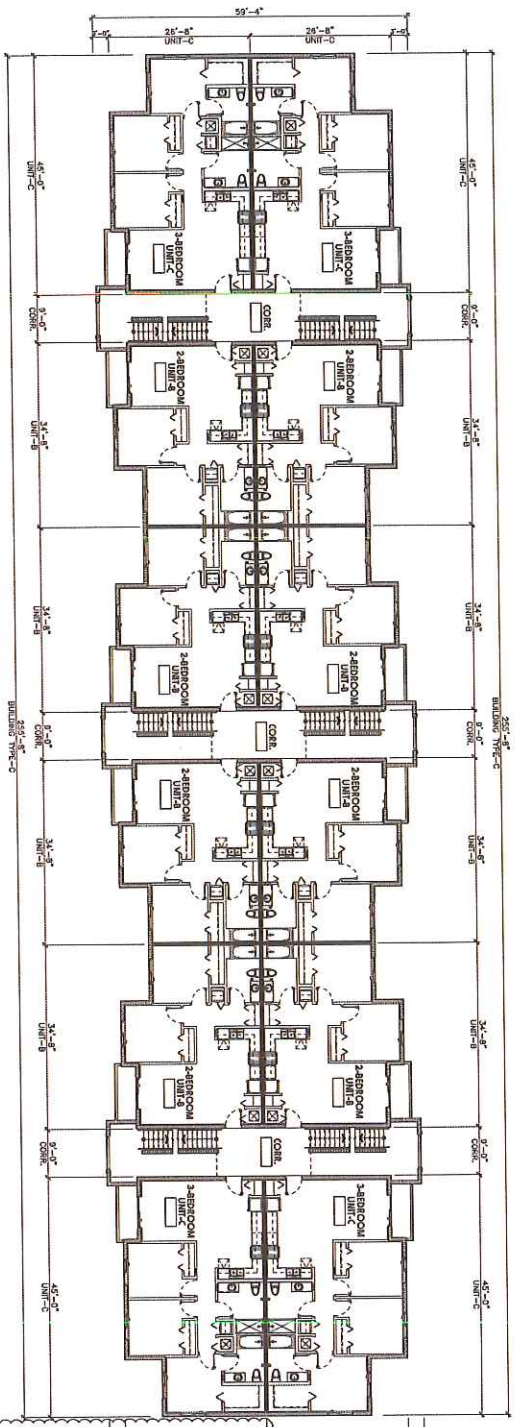 255'-8"
BUILDING TYPE-C
45'-0"
UNIT-C
9'-0"
CORR.
34'-8"
UNIT-B
34'-8"
UNIT-B
9'-0"
CORR.
34'-8"
UNIT-B
34'-8"
UNIT-B
9'-0"
CORR.
45'-0"
UNIT-C
59'-4"
3'-0"
26'-8"
UNIT-C
26'-8"
UNIT-C
3'-0"
3-BEDROOM
UNIT-C
2-BEDROOM
UNIT-B
2-BEDROOM
UNIT-B
2-BEDROOM
UNIT-B
2-BEDROOM
UNIT-B
3-BEDROOM
UNIT-C
CORR.
CORR.
CORR.
3-BEDROOM
UNIT-C
2-BEDROOM
UNIT-B
2-BEDROOM
UNIT-B
2-BEDROOM
UNIT-B
2-BEDROOM
UNIT-B
3-BEDROOM
UNIT-C
45'-0"
UNIT-C
9'-0"
CORR.
34'-8"
UNIT-B
34'-8"
UNIT-B
9'-0"
CORR.
34'-8"
UNIT-B
34'-8"
UNIT-B
9'-0"
CORR.
45'-0"
UNIT-C
255'-8"
BUILDING TYPE-C